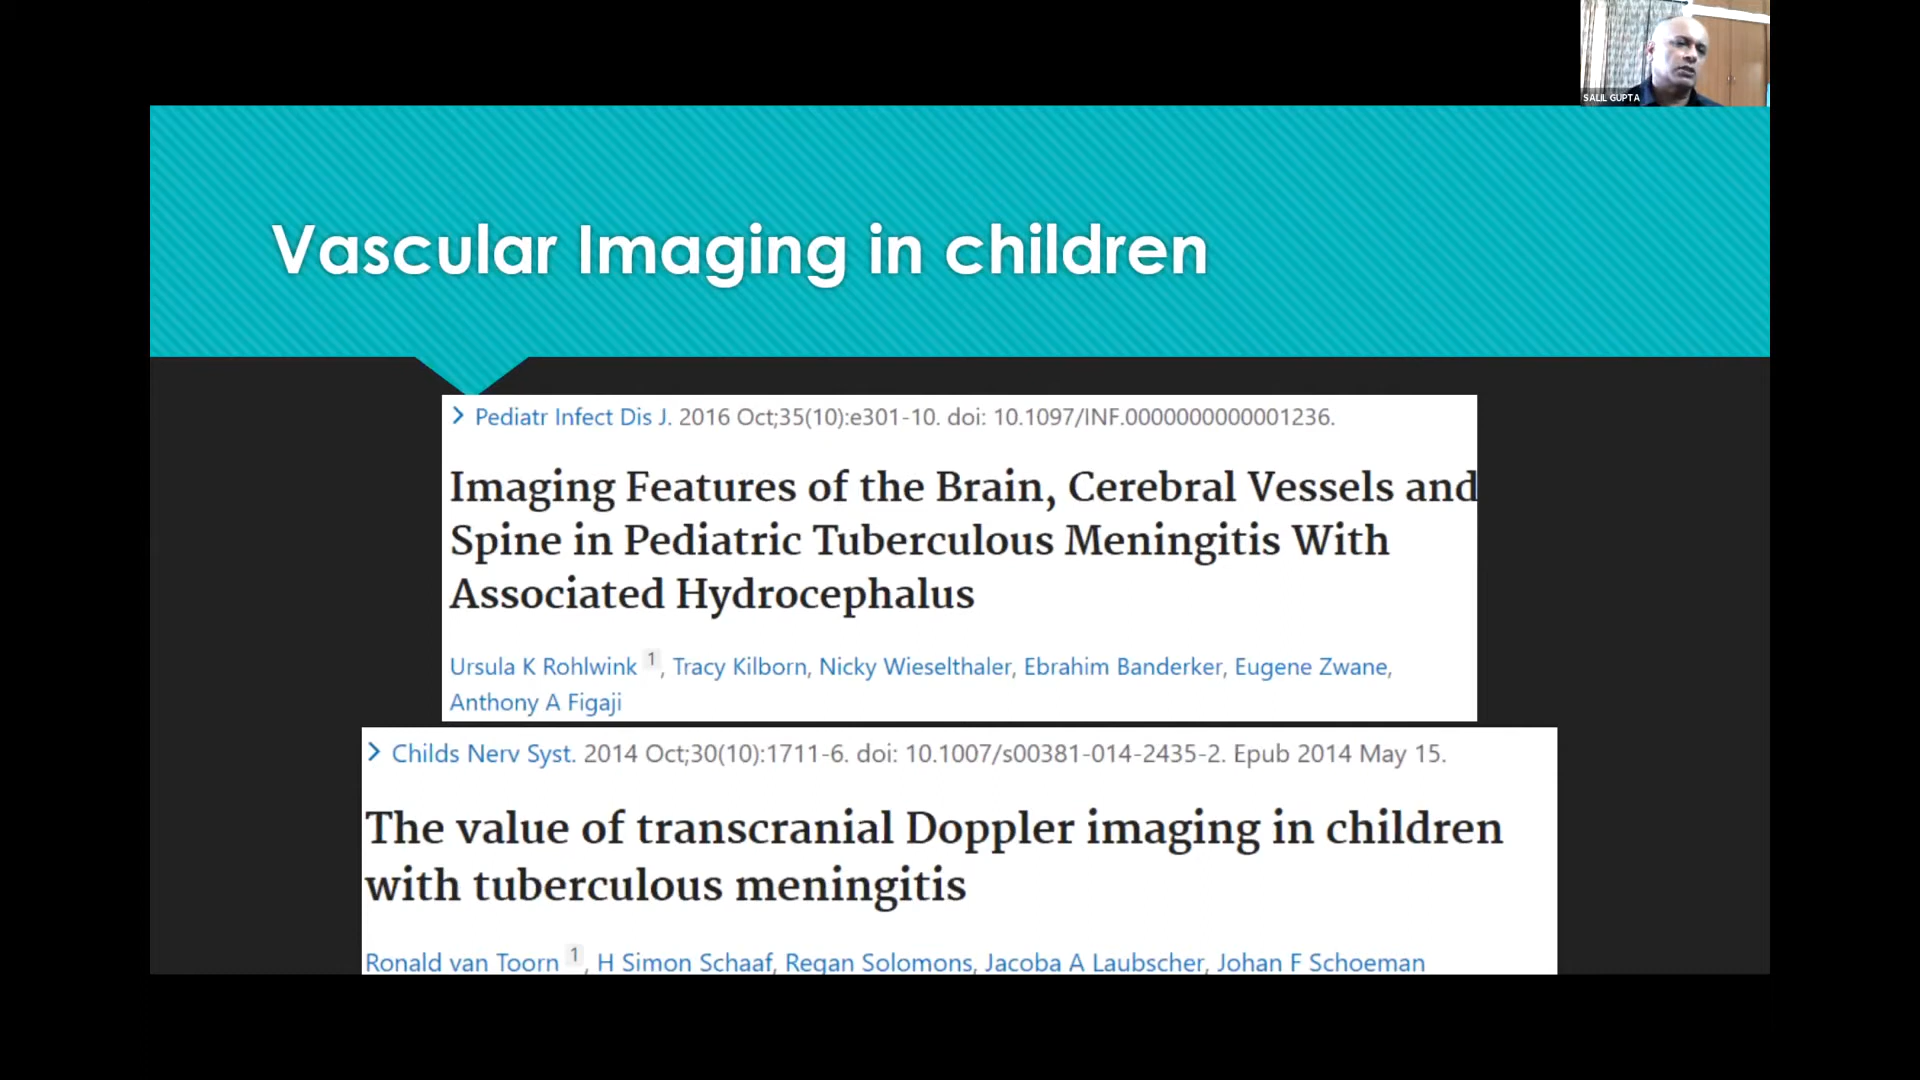 SALIL GUPTA
Vascular Imaging in children
Pediatr Infect Dis J. 2016 Oct;35(10):e301-10. doi: 10.1097/INF.0000000000001236.
Imaging Features of the Brain, Cerebral Vessels and
Spine in Pediatric Tuberculous Meningitis With
Associated Hydrocephalus
Ursula K Rohlwink 1, Tracy Kilborn, Nicky Wieselthaler, Ebrahim Banderker, Eugene Zwane,
Anthony A Figaji
Childs Nerv Syst. 2014 Oct;30(10):1711-6. doi: 10.1007/s00381-014-2435-2. Epub 2014 May 15.
The value of transcranial Doppler imaging in children
with tuberculous meningitis
Ronald van Toorn 1, H Simon Schaaf, Regan Solomons, Jacoba A Laubscher, Johan F Schoeman